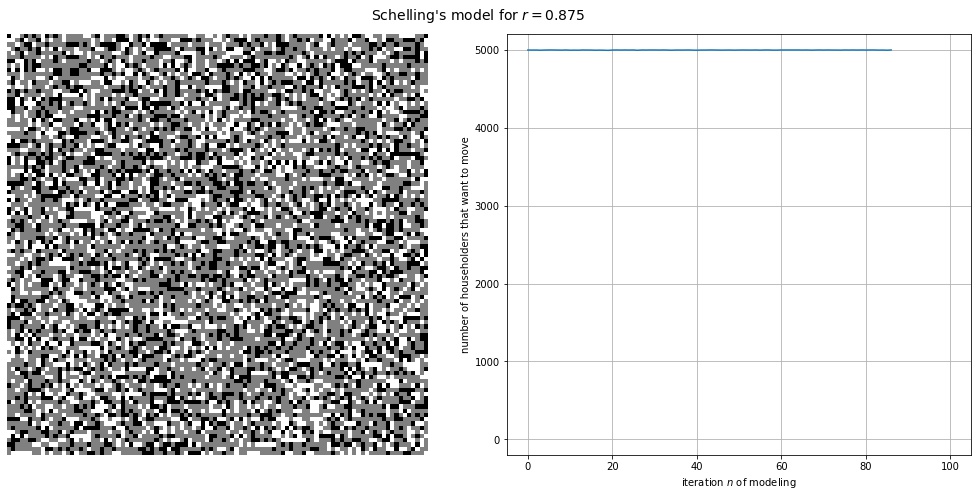 Schelling's model for r = 0.875
number of householders that want to move
5000
4000
3000
2000
1000
0
0 20 40 60 80 100
iteration n of modeling